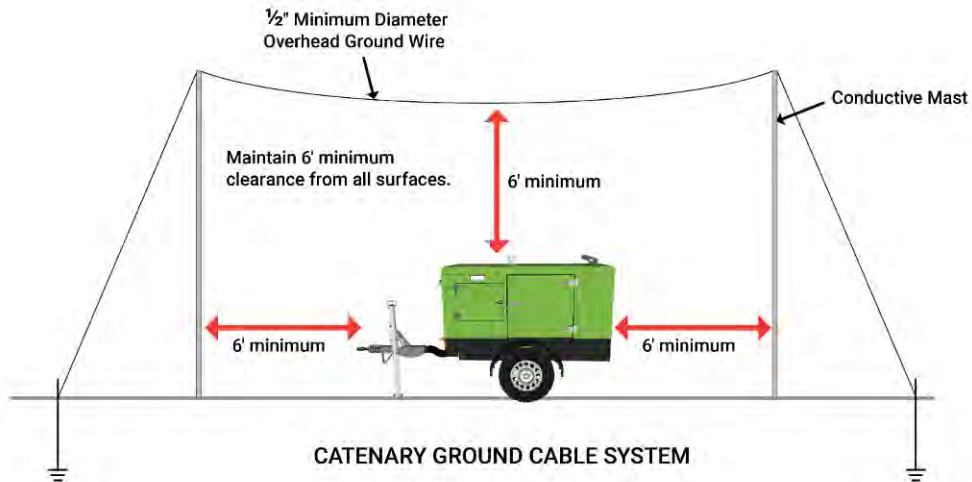 ½" Minimum Diameter
Overhead Ground Wire
Conductive Mast
Maintain 6' minimum
clearance from all surfaces.
6' minimum
6' minimum
6' minimum
CATENARY GROUND CABLE SYSTEM